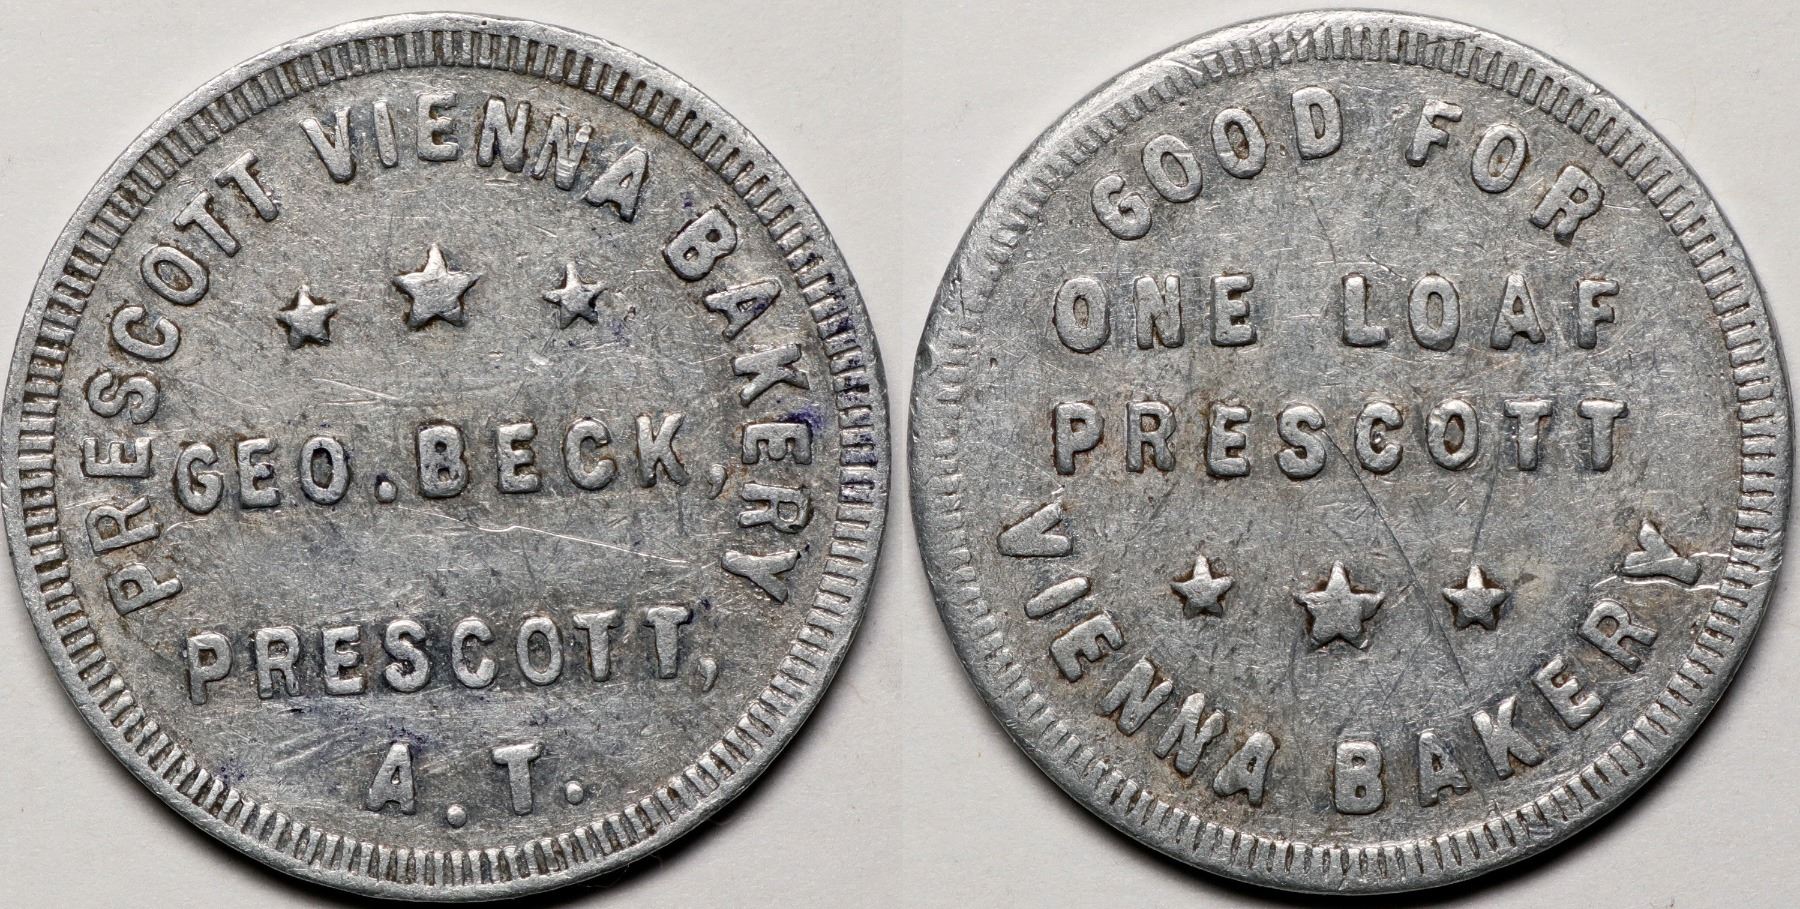 PRESCOTT VIENNA BAKERY
GEO. BECK,
PRESCOTT,
A. T.
GOOD FOR
ONE LOAF
PRESCOTT
VIENNA BAKERY